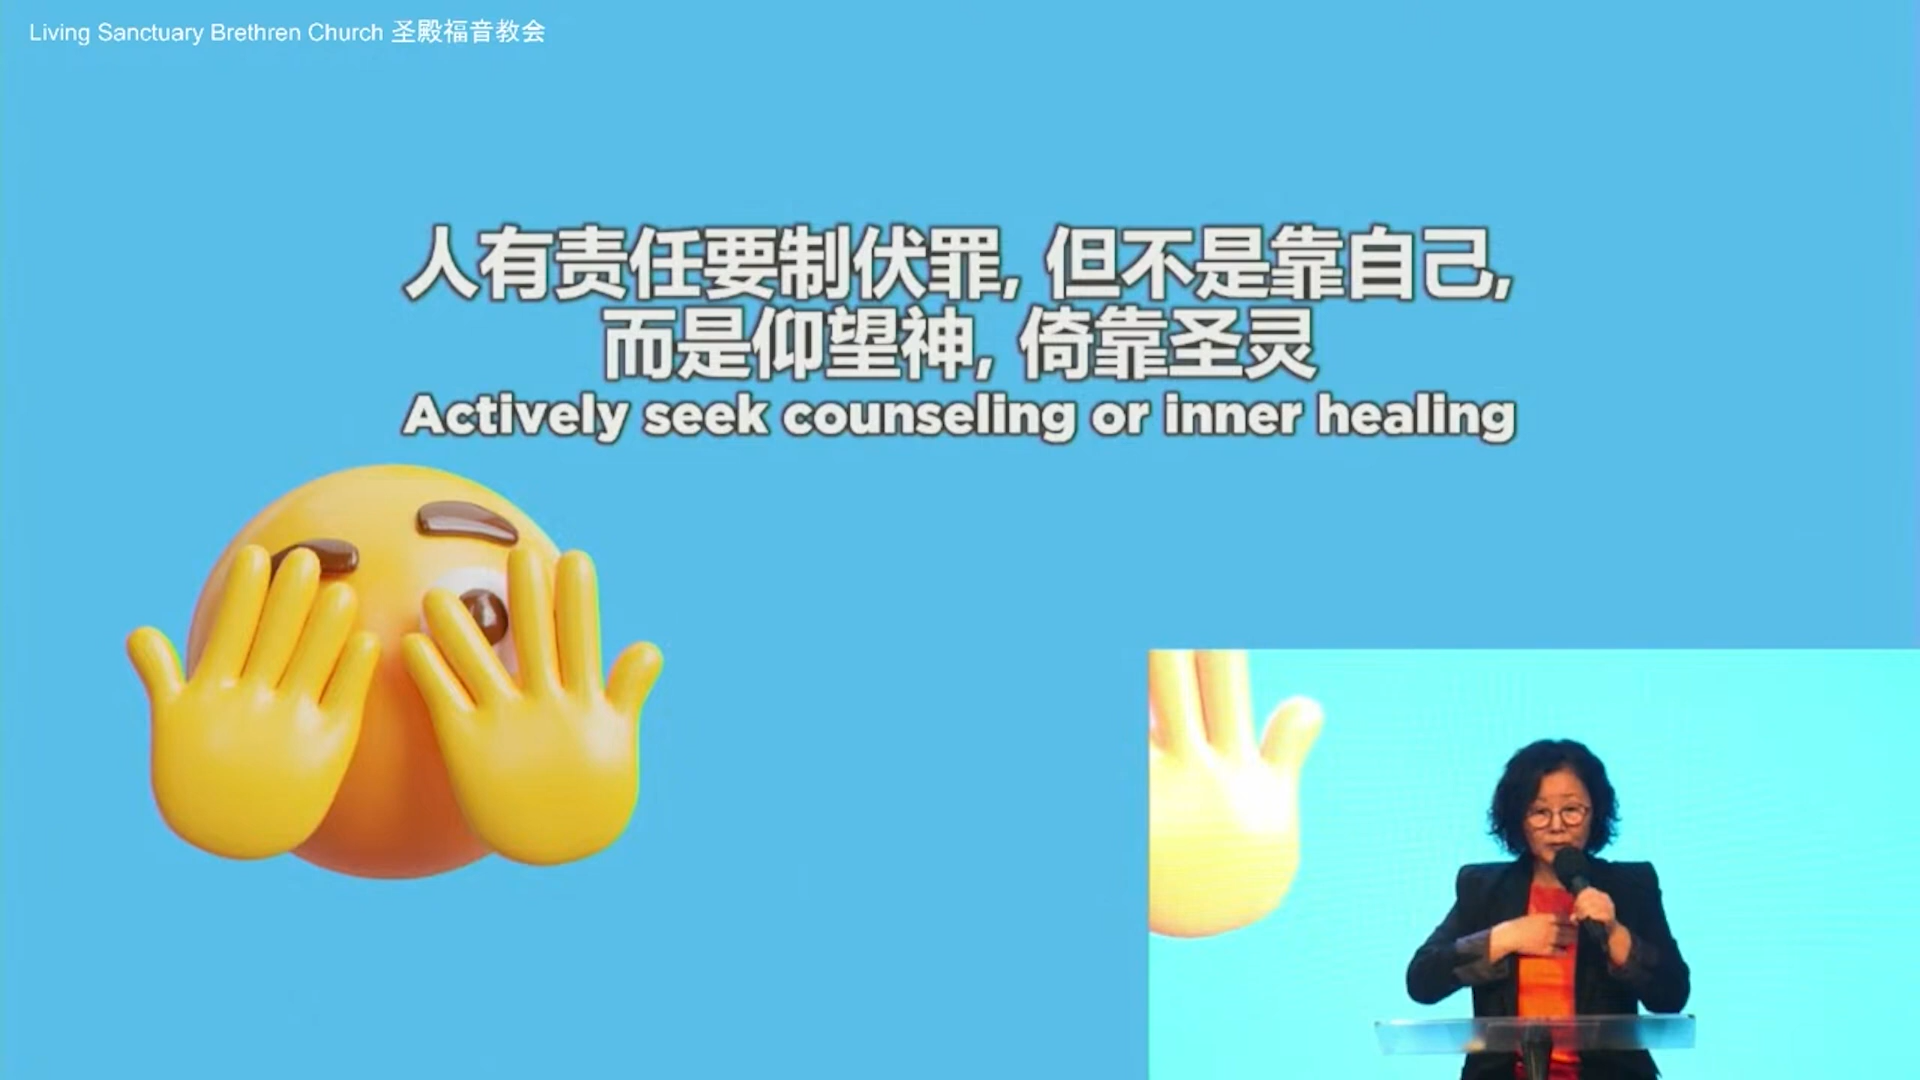 Living Sanctuary Brethren Church 圣殿福音教会
人有责任要制伏罪, 但不是靠自己,
而是仰望神, 倚靠圣灵
Actively seek counseling or inner healing